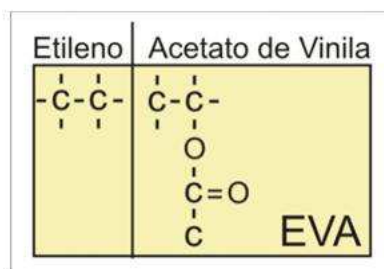 Etileno Acetato de Vinila
-C-C- C-C-
O
C=O
C EVA